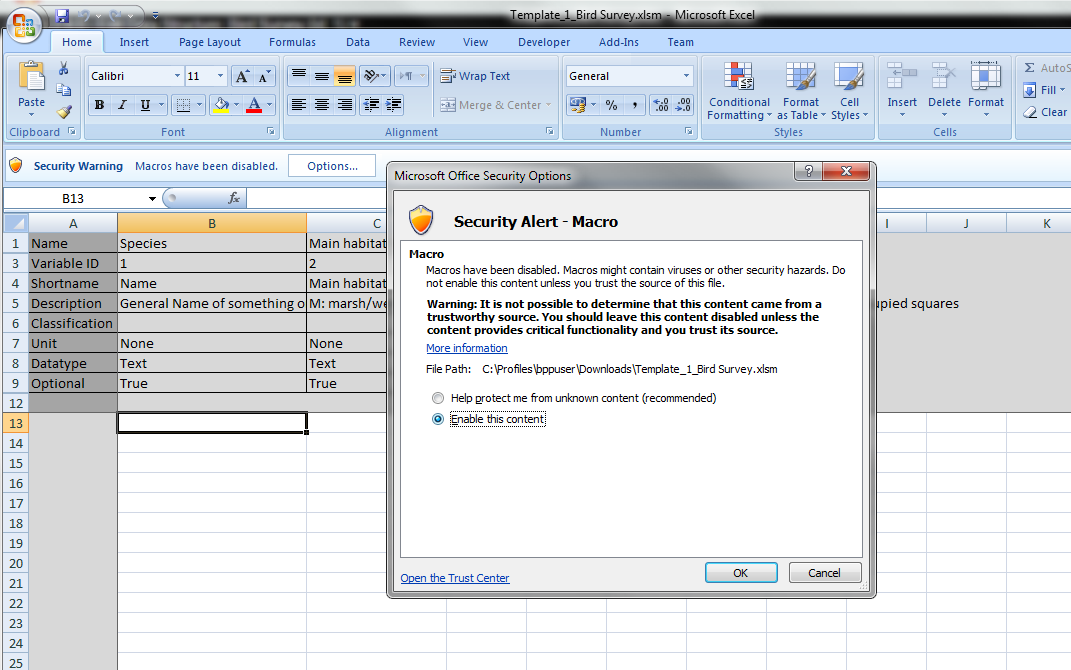 Template_1_Bird Survey.xlsm - Microsoft Excel
Home Insert Page Layout Formulas Data Review View Developer Add-Ins Team
Calibri 11 Wrap Text General Σ AutoS
Paste Conditional Formatting Format as Table Cell Styles Insert Delete Format Fill
B I U A Merge & Center % , .00 .0 Clear
Clipboard Font Alignment Number Styles Cells
Security Warning Macros have been disabled. Options...
B13 fx
A B C I J K
1 Name Species Main habitat
3 Variable ID 1 2
4 Shortname Name Main habitat
5 Description General Name of something o M: marsh/we upied squares
6 Classification
7 Unit None None
8 Datatype Text Text
9 Optional True True
12
13
14
15
16
17
18
19
20
21
22
23
24
25
Microsoft Office Security Options
Security Alert - Macro
Macro
Macros have been disabled. Macros might contain viruses or other security hazards. Do
not enable this content unless you trust the source of this file.
Warning: It is not possible to determine that this content came from a
trustworthy source. You should leave this content disabled unless the
content provides critical functionality and you trust its source.
More information
File Path: C:\Profiles\bppuser\Downloads\Template_1_Bird Survey.xlsm
Help protect me from unknown content (recommended)
Enable this content
Open the Trust Center OK Cancel